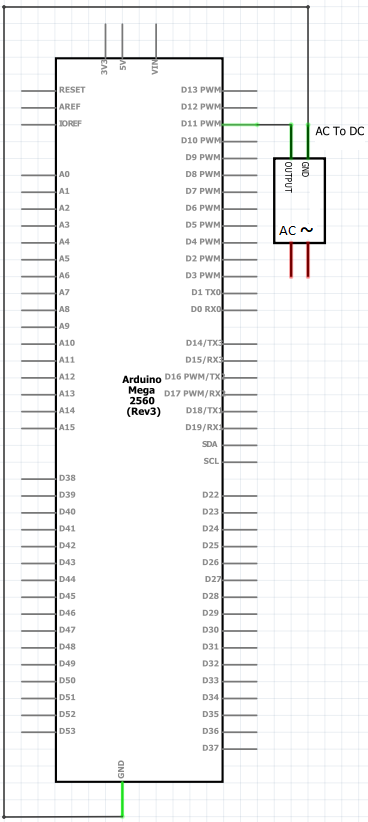 3V3
5V
VIN
RESET
AREF
IOREF
A0
A1
A2
A3
A4
A5
A6
A7
A8
A9
A10
A11
A12
A13
A14
A15
D38
D39
D40
D41
D42
D43
D44
D45
D46
D47
D48
D49
D50
D51
D52
D53
Arduino
Mega
2560
(Rev3)
D13 PWM
D12 PWM
D11 PWM
D10 PWM
D9 PWM
D8 PWM
D7 PWM
D6 PWM
D5 PWM
D4 PWM
D2 PWM
D3 PWM
D1 TX0
D0 RX0
D14/TX3
D15/RX3
D16 PWM/TX2
D17 PWM/RX2
D18/TX1
D19/RX1
SDA
SCL
D22
D23
D24
D25
D26
D27
D28
D29
D30
D31
D32
D33
D34
D35
D36
D37
GND
AC To DC
OUTPUT
GND
AC ~